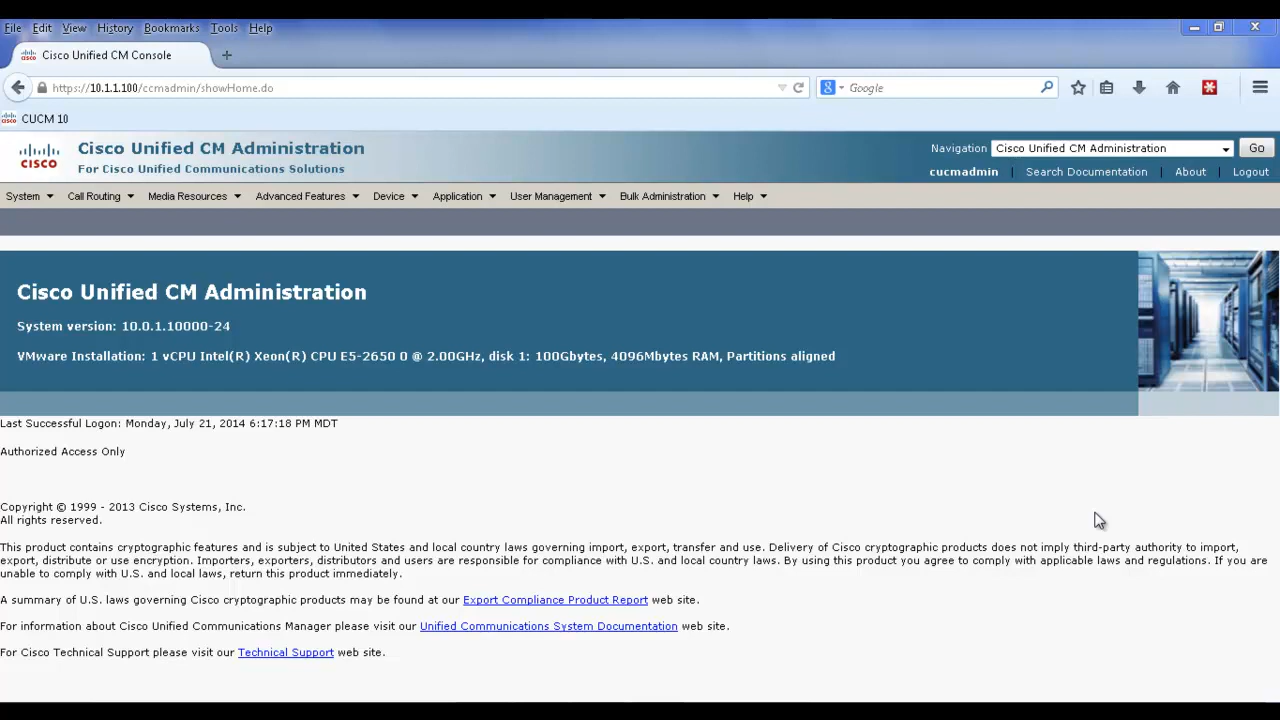 File Edit View History Bookmarks Tools Help
Cisco Unified CM Console
https://10.1.1.100/ccmadmin/showHome.do
Google
CUCM 10
CISCO
Cisco Unified CM Administration
For Cisco Unified Communications Solutions
Navigation Cisco Unified CM Administration Go
cucmadmin | Search Documentation | About | Logout
System Call Routing Media Resources Advanced Features Device Application User Management Bulk Administration Help
Cisco Unified CM Administration
System version: 10.0.1.10000-24
VMware Installation: 1 vCPU Intel(R) Xeon(R) CPU E5-2650 0 @ 2.00GHz, disk 1: 100Gbytes, 4096Mbytes RAM, Partitions aligned
Last Successful Logon: Monday, July 21, 2014 6:17:18 PM MDT
Authorized Access Only
Copyright © 1999 - 2013 Cisco Systems, Inc.
All rights reserved.
This product contains cryptographic features and is subject to United States and local country laws governing import, export, transfer and use. Delivery of Cisco cryptographic products does not imply third-party authority to import,
export, distribute or use encryption. Importers, exporters, distributors and users are responsible for compliance with U.S. and local country laws. By using this product you agree to comply with applicable laws and regulations. If you are
unable to comply with U.S. and local laws, return this product immediately.
A summary of U.S. laws governing Cisco cryptographic products may be found at our Export Compliance Product Report web site.
For information about Cisco Unified Communications Manager please visit our Unified Communications System Documentation web site.
For Cisco Technical Support please visit our Technical Support web site.